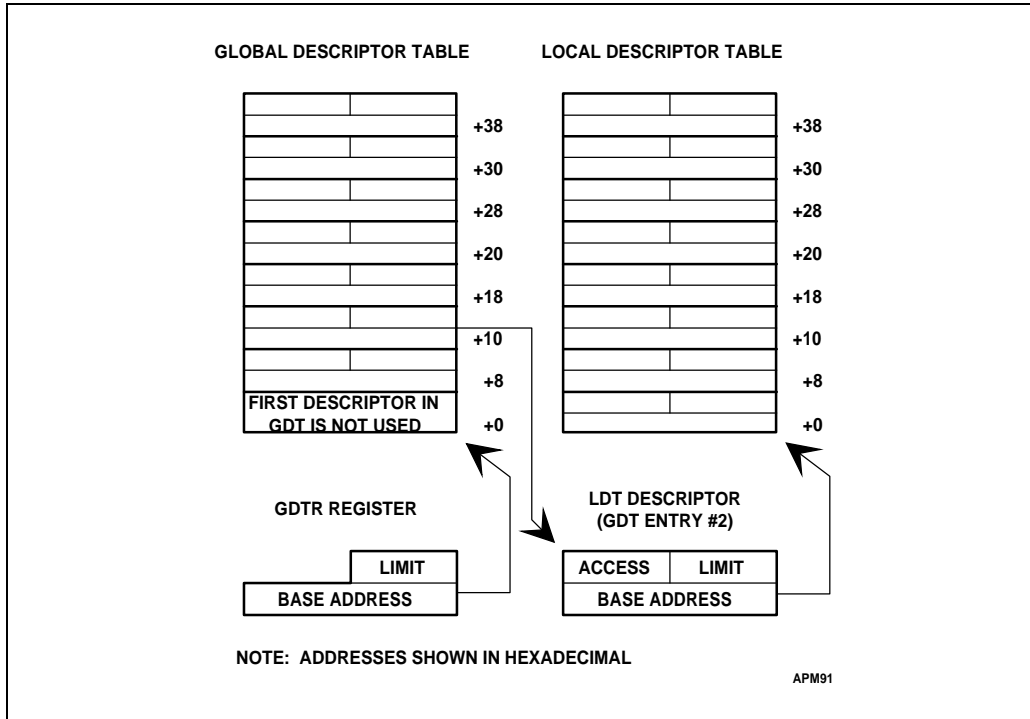 GLOBAL DESCRIPTOR TABLE
LOCAL DESCRIPTOR TABLE
+38
+30
+28
+20
+18
+10
+8
+0
FIRST DESCRIPTOR IN
GDT IS NOT USED
+38
+30
+28
+20
+18
+10
+8
+0
GDTR REGISTER
LIMIT
BASE ADDRESS
LDT DESCRIPTOR
(GDT ENTRY #2)
ACCESS LIMIT
BASE ADDRESS
NOTE: ADDRESSES SHOWN IN HEXADECIMAL
APM91